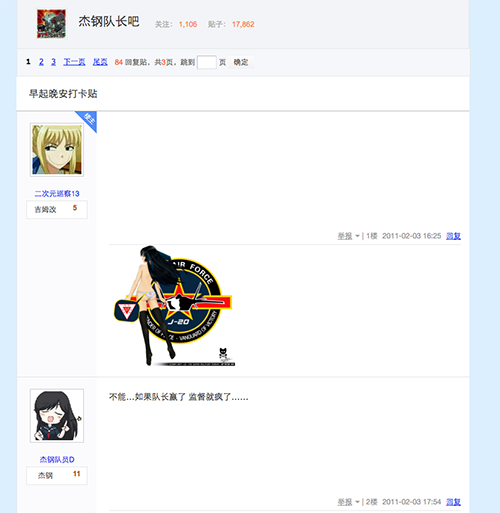 杰钢队长吧 关注: 1,106 贴子: 17,862
1 2 3 下一页 尾页 84 回复贴，共3页，跳到 页 确定
早起晚安打卡贴
楼主
二次元巡察13
吉姆改 5
举报 | 1楼 2011-02-03 16:25 回复
AIR FORCE
J-20
VANGUARD OF VICTORY
不能…如果队长赢了 监督就疯了……
杰钢队员D
杰钢 11
举报 | 2楼 2011-02-03 17:54 回复